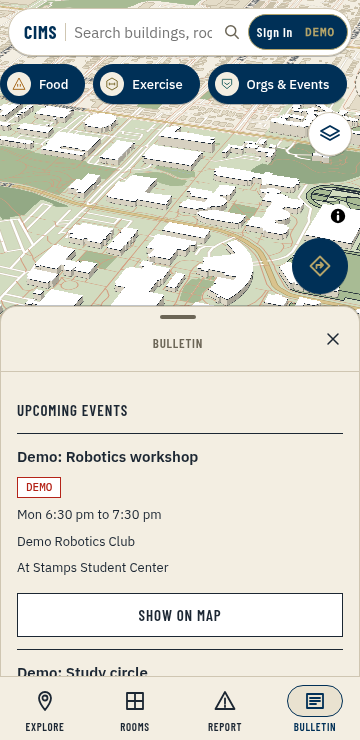 CIMS
Search buildings, roo
Sign In DEMO
Food
Exercise
Orgs & Events
BULLETIN
UPCOMING EVENTS
Demo: Robotics workshop
DEMO
Mon 6:30 pm to 7:30 pm
Demo Robotics Club
At Stamps Student Center
SHOW ON MAP
Demo: Study circle
EXPLORE
ROOMS
REPORT
BULLETIN